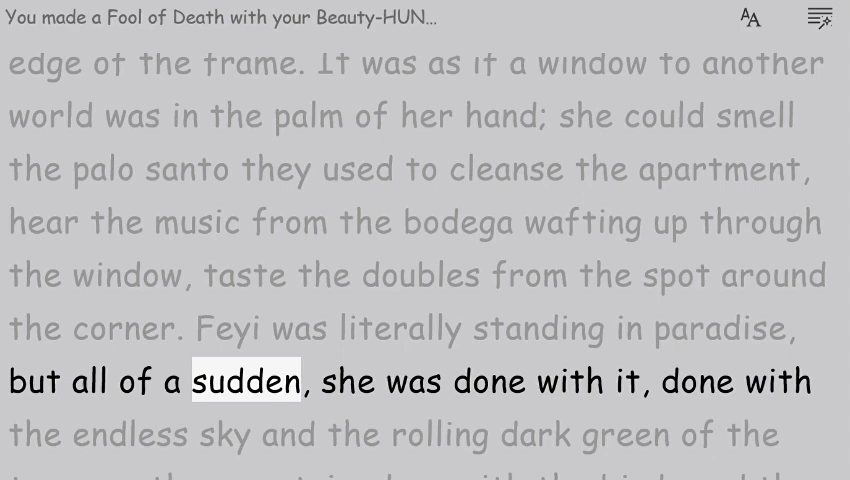 You made a Fool of Death with your Beauty-HUN...
AA
edge of the frame. It was as if a window to another
world was in the palm of her hand; she could smell
the palo santo they used to cleanse the apartment,
hear the music from the bodega wafting up through
the window, taste the doubles from the spot around
the corner. Feyi was literally standing in paradise,
but all of a sudden, she was done with it, done with
the endless sky and the rolling dark green of the